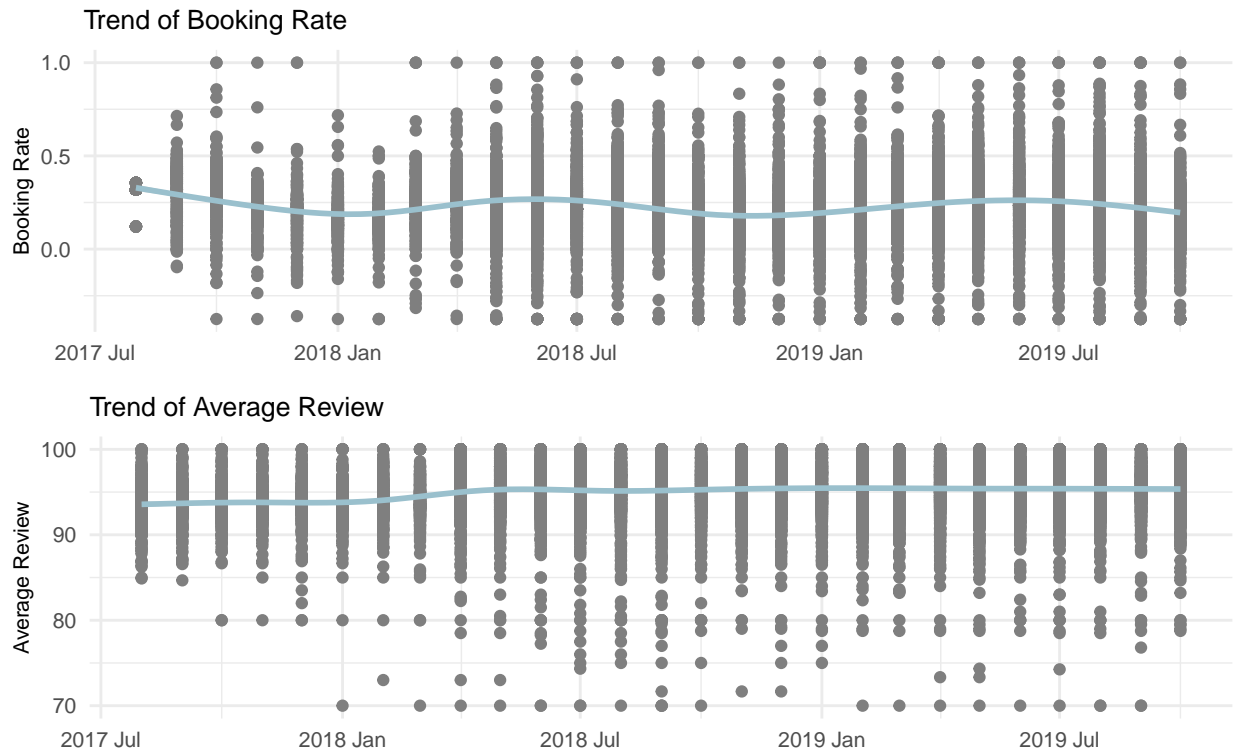 Trend of Booking Rate
1.0
0.5
0.0
Booking Rate
2017 Jul 2018 Jan 2018 Jul 2019 Jan 2019 Jul
Trend of Average Review
100
90
80
70
Average Review
2017 Jul 2018 Jan 2018 Jul 2019 Jan 2019 Jul